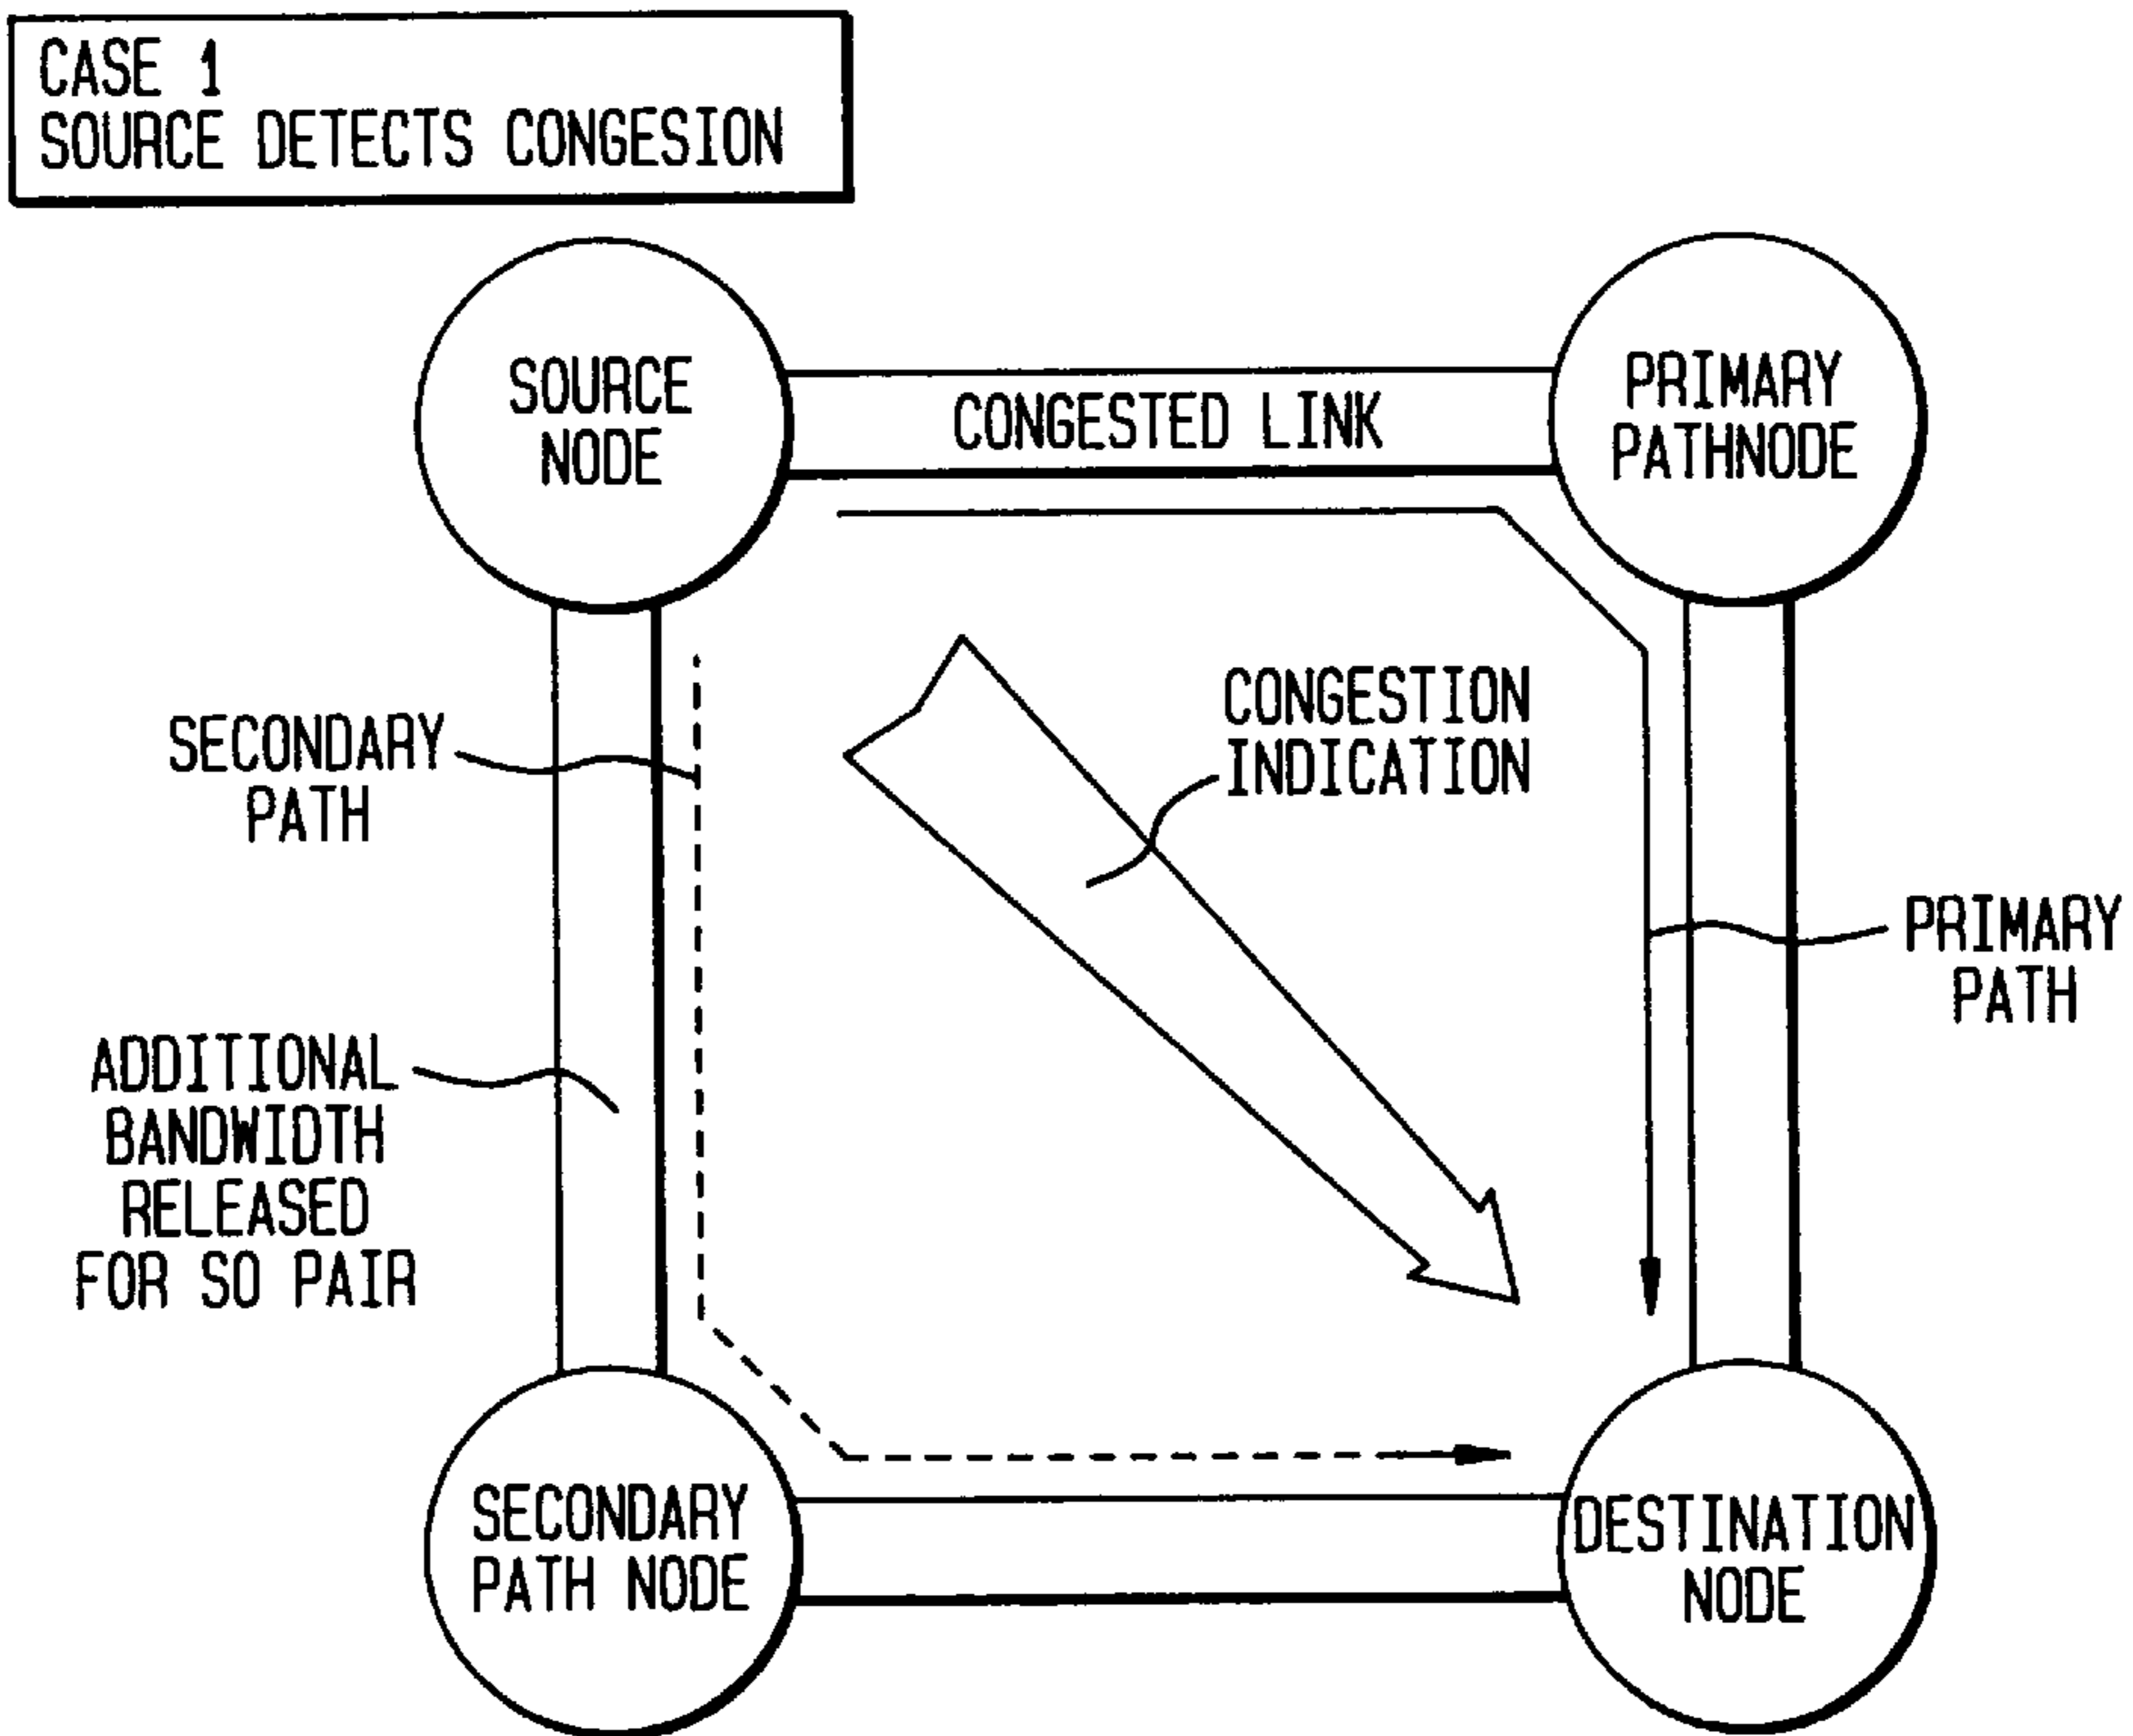 CASE 1
SOURCE DETECTS CONGESION
SOURCE
NODE
CONGESTED LINK
PRIMARY
PATHNODE
SECONDARY
PATH
CONGESTION
INDICATION
PRIMARY
PATH
ADDITIONAL
BANDWIDTH
RELEASED
FOR SO PAIR
SECONDARY
PATH NODE
DESTINATION
NODE